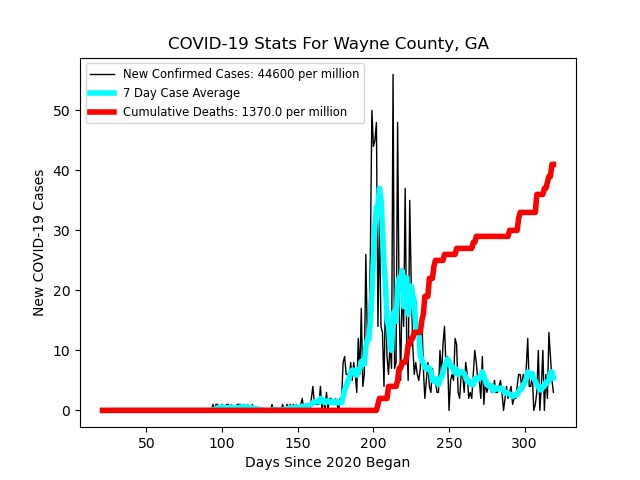 COVID-19 Stats For Wayne County, GA
New Confirmed Cases: 44600 per million
7 Day Case Average
Cumulative Deaths: 1370.0 per million
New COVID-19 Cases
50
40
30
20
10
0
50 100 150 200 250 300
Days Since 2020 Began